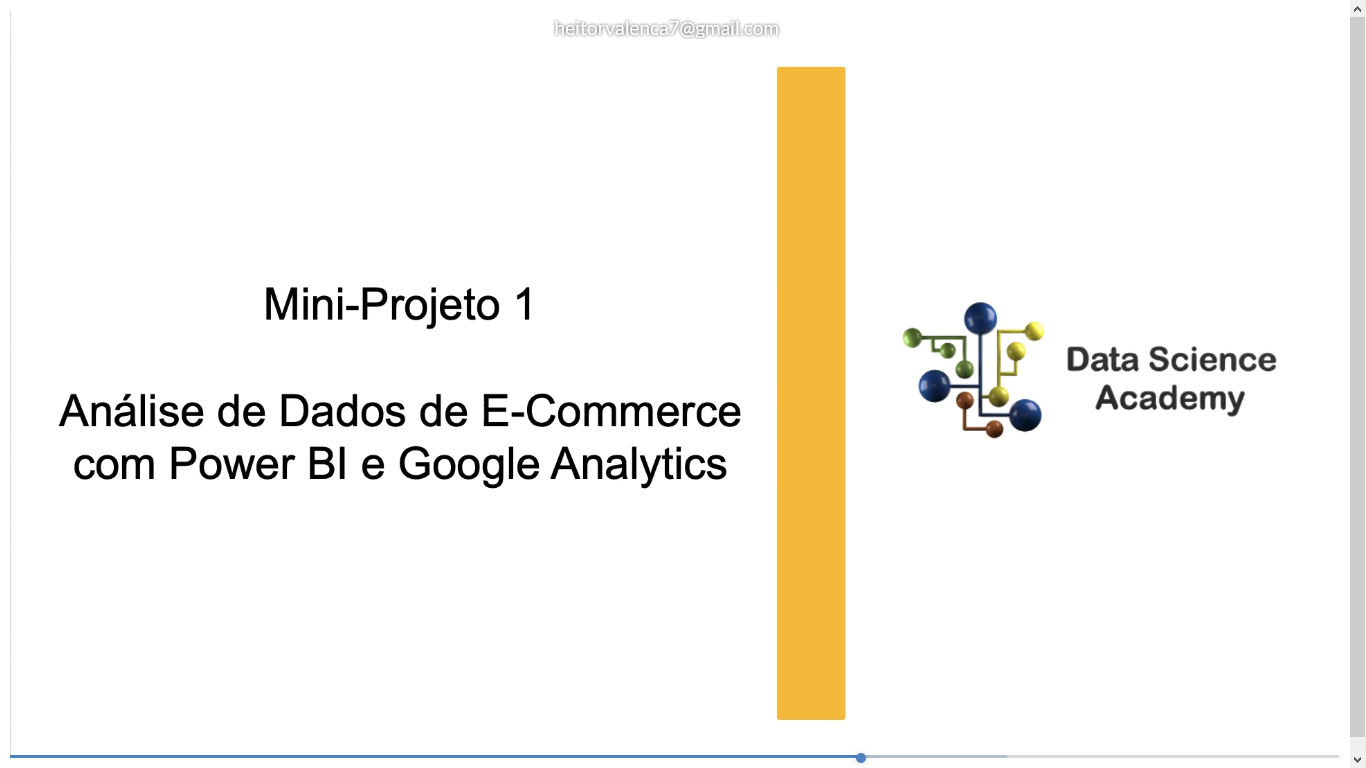 heitorvalenca7@gmail.com
Mini-Projeto 1
Análise de Dados de E-Commerce
com Power BI e Google Analytics
Data Science
Academy